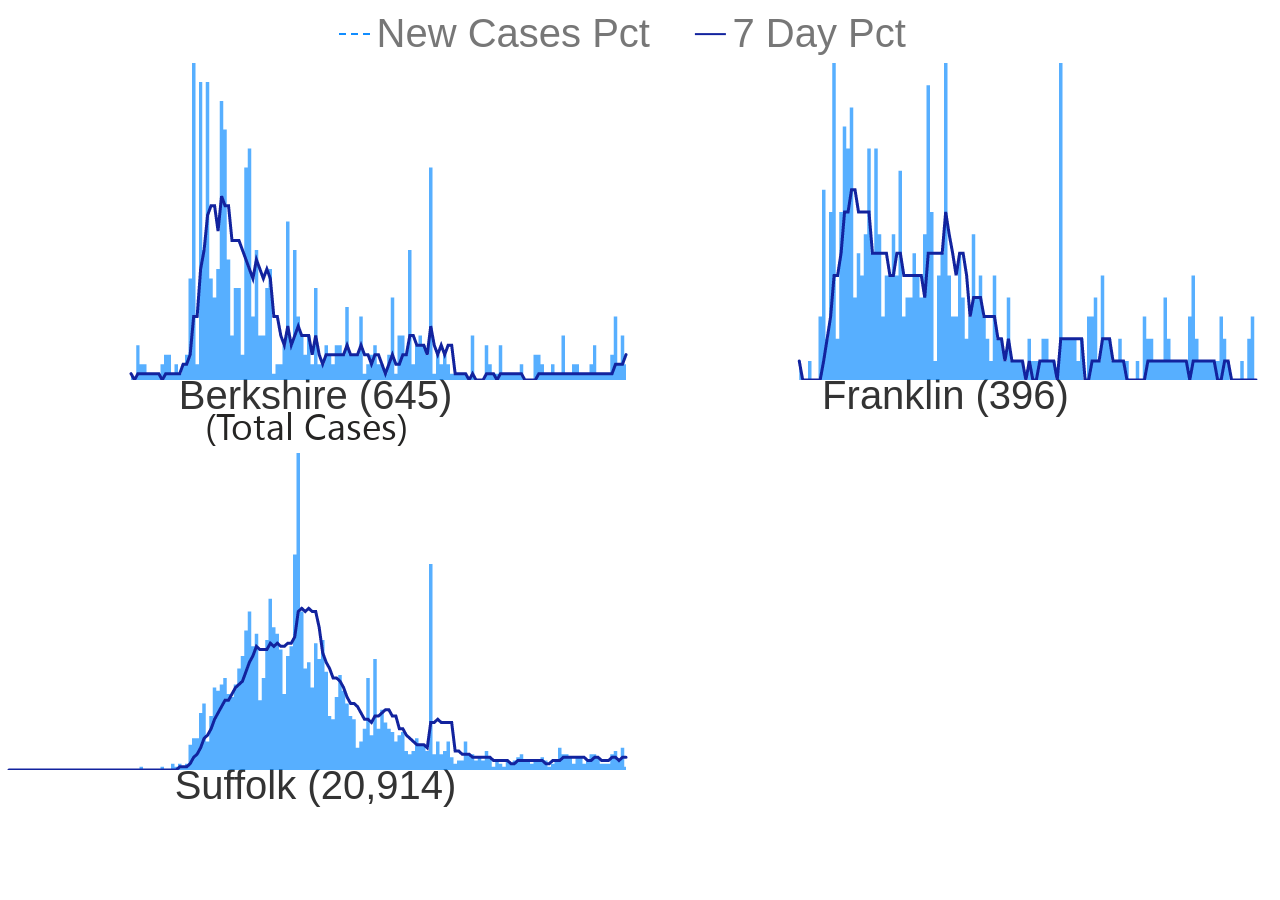 New Cases Pct 7 Day Pct
Berkshire (645)
(Total Cases)
Franklin (396)
Suffolk (20,914)